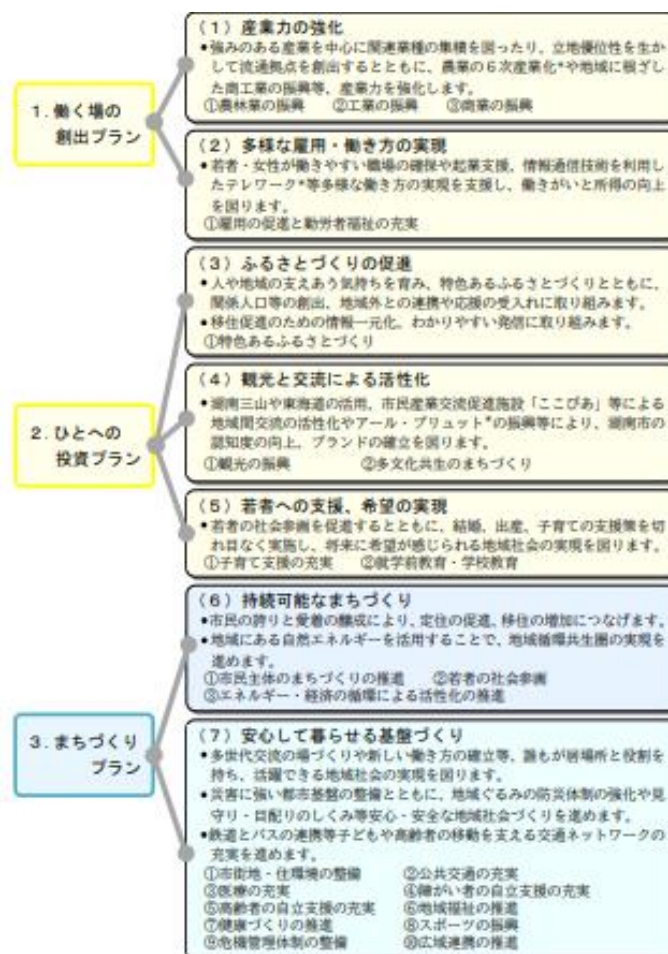 1. 働く場の
創出プラン
(1) 産業力の強化
•強みのある産業を中心に関連業種の集積を図ったり、立地優位性を生か
して流通拠点を創出するとともに、農業の6次産業化*や地域に根ざし
た商工業の振興等、産業力を強化します。
①農林業の振興 ②工業の振興 ③商業の振興
(2) 多様な雇用・働き方の実現
•若者・女性が働きやすい職場の確保や起業支援、情報通信技術を利用し
たテレワーク*等多様な働き方の実現を支援し、働きがいと所得の向上
を図ります。
①雇用の促進と勤労者福祉の充実
2. ひとへの
投資プラン
(3) ふるさとづくりの促進
•人や地域の支えあう気持ちを育み、特色あるふるさとづくりとともに、
関係人口等の創出、地域外との連携や応援の受入れに取り組みます。
•移住促進のための情報一元化、わかりやすい発信に取り組みます。
①特色あるふるさとづくり
(4) 観光と交流による活性化
•湖南三山や東海道の活用、市民産業交流促進施設「ここぴあ」等による
地域間交流の活性化やアール・ブリュット*の振興等により、湖南市の
認知度の向上、ブランドの確立を図ります。
①観光の振興 ②多文化共生のまちづくり
(5) 若者への支援、希望の実現
•若者の社会参画を促進するとともに、結婚、出産、子育ての支援策を切
れ目なく実施し、将来に希望が感じられる地域社会の実現を図ります。
①子育て支援の充実 ②就学前教育・学校教育
3. まちづくり
プラン
(6) 持続可能なまちづくり
•市民の誇りと愛着の醸成により、定住の促進、移住の増加につなげます。
•地域にある自然エネルギーを活用することで、地域循環共生圏の実現を
進めます。
①市民主体のまちづくりの推進 ②若者の社会参画
③エネルギー・経済の循環による活性化の推進
(7) 安心して暮らせる基盤づくり
•多世代交流の場づくりや新しい働き方の確立等、誰もが居場所と役割を
持ち、活躍できる地域社会の実現を図ります。
•災害に強い都市基盤の整備とともに、地域ぐるみの防災体制の強化や見
守り・目配りのしくみ等安心・安全な地域社会づくりを進めます。
•鉄道とバスの連携等子どもや高齢者の移動を支える交通ネットワークの
充実を進めます。
①市街地・住環境の整備 ②公共交通の充実
③医療の充実 ④障がい者の自立支援の充実
⑤高齢者の自立支援の充実 ⑥地域福祉の推進
⑦健康づくりの推進 ⑧スポーツの振興
⑨危機管理体制の整備 ⑩広域連携の推進